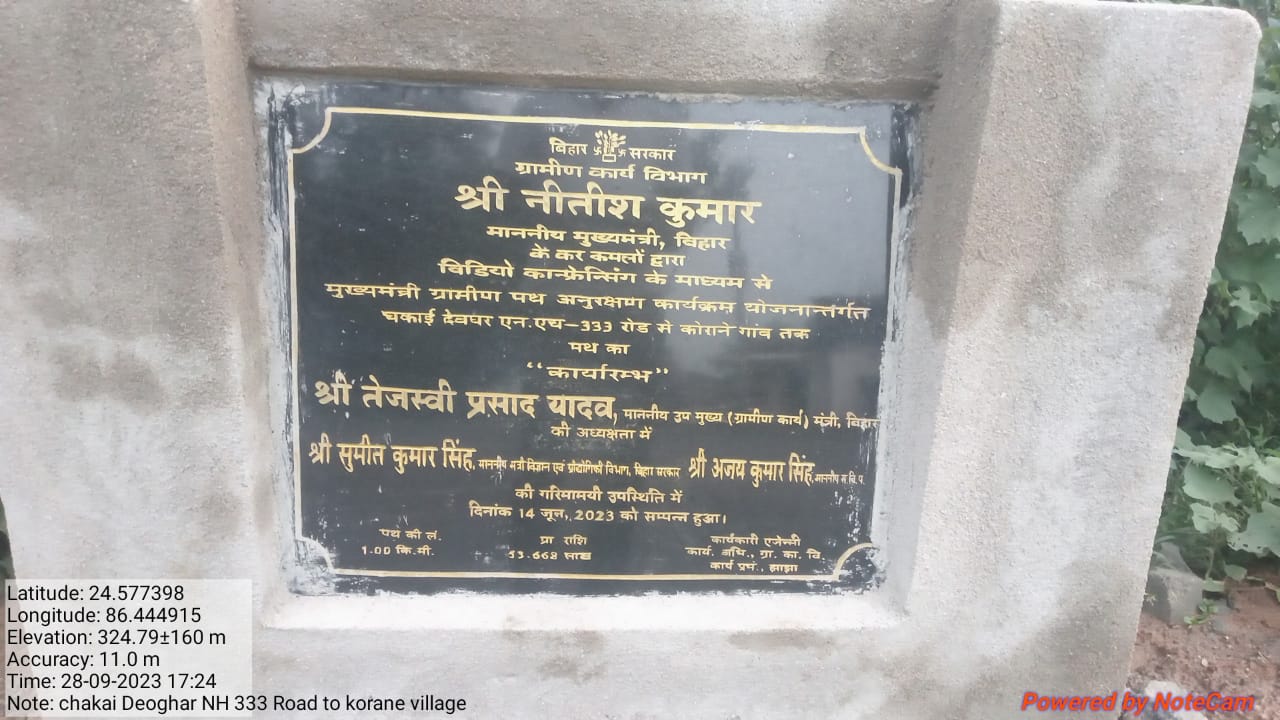 बिहार सरकार
ग्रामीण कार्य विभाग
श्री नीतीश कुमार
माननीय मुख्यमंत्री, बिहार
के कर कमलों द्वारा
विडियो कान्फ्रेन्सिंग के माध्यम से
मुख्यमंत्री ग्रामीण पथ अनुरक्षण कार्यक्रम योजनान्तर्गत
चकाई देवघर एन.एच-333 रोड से कोराने गांव तक
पथ का
“कार्यारम्भ”
श्री तेजस्वी प्रसाद यादव, माननीय उप मुख्य (ग्रामीण कार्य) मंत्री, बिहार
की अध्यक्षता में
श्री सुमीत कुमार सिंह, माननीय मंत्री विज्ञान एवं प्रौद्योगिकी विभाग, बिहार सरकार श्री अजय कुमार सिंह, माननीय स.वि.प.
की गरिमामयी उपस्थिति में
दिनांक 14 जून, 2023 को सम्पन्न हुआ।
पथ की लं. प्रा राशि कार्यकारी एजेन्सी
1.00 कि.मी. लाख कार्य. अभि., ग्रा. का. वि.
कार्य प्रमं., झाझा
Latitude: 24.577398
Longitude: 86.444915
Elevation: 324.79±160 m
Accuracy: 11.0 m
Time: 28-09-2023 17:24
Note: chakai Deoghar NH 333 Road to korane village
Powered by NoteCam